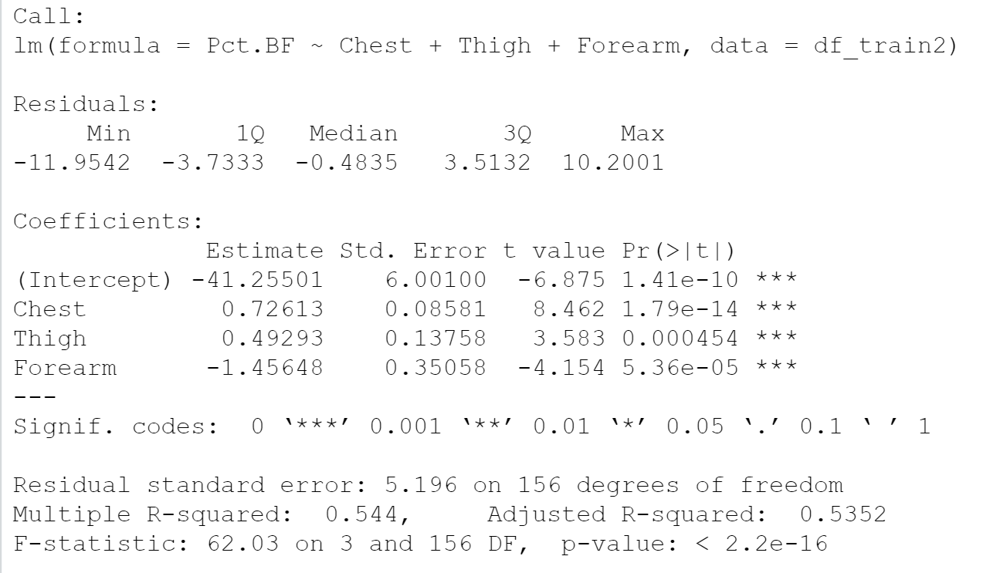 Call:
lm(formula = Pct.BF ~ Chest + Thigh + Forearm, data = df_train2)
Residuals:
     Min       1Q   Median       3Q      Max
-11.9542  -3.7333  -0.4835   3.5132  10.2001
Coefficients:
             Estimate Std. Error t value Pr(>|t|)
(Intercept) -41.25501    6.00100  -6.875 1.41e-10 ***
Chest         0.72613    0.08581   8.462 1.79e-14 ***
Thigh         0.49293    0.13758   3.583 0.000454 ***
Forearm      -1.45648    0.35058  -4.154 5.36e-05 ***
---
Signif. codes:  0 ‘***’ 0.001 ‘**’ 0.01 ‘*’ 0.05 ‘.’ 0.1 ‘ ’ 1
Residual standard error: 5.196 on 156 degrees of freedom
Multiple R-squared:  0.544,	Adjusted R-squared:  0.5352
F-statistic: 62.03 on 3 and 156 DF,  p-value: < 2.2e-16